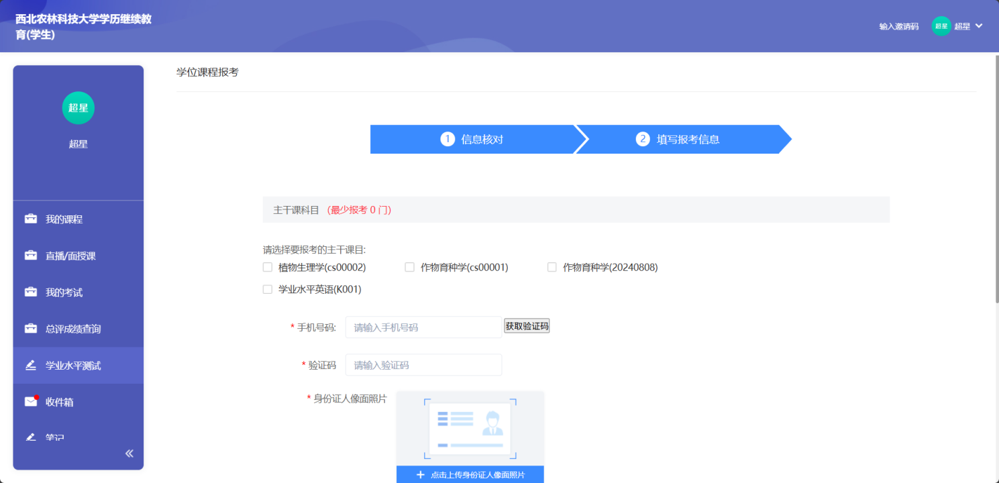 西北农林科技大学学历继续教
育(学生)
输入邀请码
超星
超星
超星
超星
我的课程
直播/面授课
我的考试
总评成绩查询
学业水平测试
收件箱
笔记
学位课程报考
1 信息核对
2 填写报考信息
主干课科目 (最少报考 0 门)
请选择要报考的主干课目:
植物生理学(cs00002)
作物育种学(cs00001)
作物育种学(20240808)
学业水平英语(K001)
* 手机号码: 请输入手机号码 获取验证码
* 验证码 请输入验证码
* 身份证人像面照片
+ 点击上传身份证人像面照片